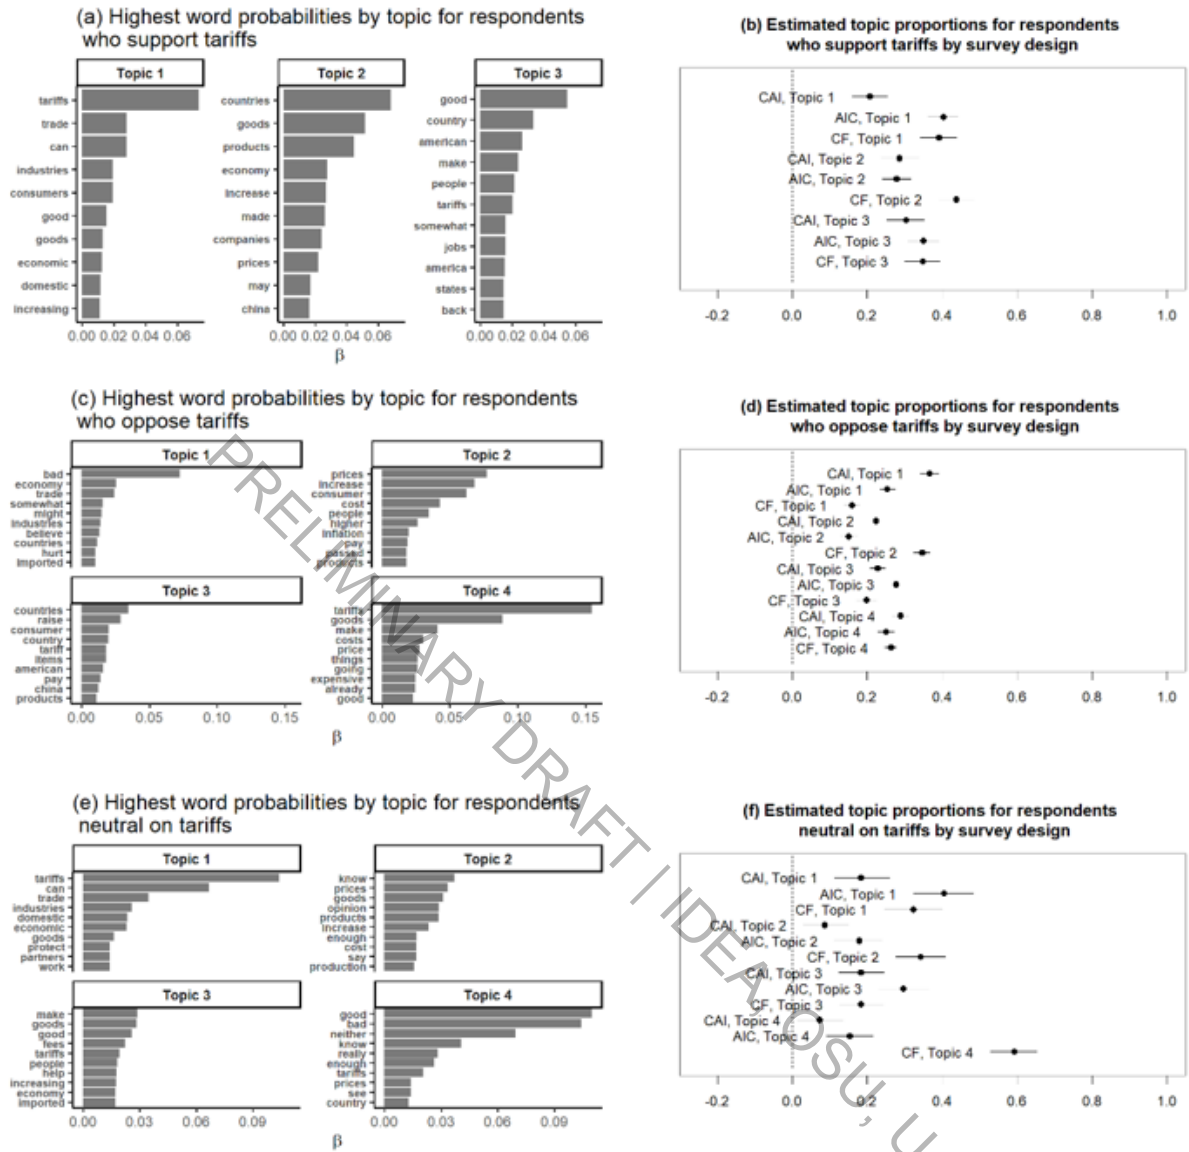 (a) Highest word probabilities by topic for respondents
who support tariffs
Topic 1
tariffs
trade
can
industries
consumers
good
goods
economic
domestic
increasing
0.00 0.02 0.04 0.06
Topic 2
countries
goods
products
economy
increase
made
companies
prices
may
china
0.00 0.02 0.04 0.06
Topic 3
good
country
american
make
people
tariffs
somewhat
jobs
america
states
back
0.00 0.02 0.04 0.06
β
(b) Estimated topic proportions for respondents
who support tariffs by survey design
CAI, Topic 1
AIC, Topic 1
CF, Topic 1
CAI, Topic 2
AIC, Topic 2
CF, Topic 2
CAI, Topic 3
AIC, Topic 3
CF, Topic 3
-0.2 0.0 0.2 0.4 0.6 0.8 1.0
(c) Highest word probabilities by topic for respondents
who oppose tariffs
Topic 1
bad
economy
trade
somewhat
might
industries
believe
countries
hurt
imported
Topic 2
prices
increase
consumer
cost
people
higher
inflation
pay
passed
products
Topic 3
countries
raise
consumer
country
tariff
items
american
pay
china
products
0.00 0.05 0.10 0.15
Topic 4
tariffs
goods
make
costs
price
things
going
expensive
already
good
0.00 0.05 0.10 0.15
β
(d) Estimated topic proportions for respondents
who oppose tariffs by survey design
CAI, Topic 1
AIC, Topic 1
CF, Topic 1
CAI, Topic 2
AIC, Topic 2
CF, Topic 2
CAI, Topic 3
AIC, Topic 3
CF, Topic 3
CAI, Topic 4
AIC, Topic 4
CF, Topic 4
-0.2 0.0 0.2 0.4 0.6 0.8 1.0
(e) Highest word probabilities by topic for respondents
neutral on tariffs
Topic 1
tariffs
can
trade
industries
domestic
economic
goods
protect
partners
work
Topic 2
know
prices
goods
opinion
products
increase
enough
cost
say
production
Topic 3
make
goods
good
fees
tariffs
people
help
increasing
economy
imported
0.00 0.03 0.06 0.09
Topic 4
good
bad
neither
know
really
enough
tariffs
prices
see
country
0.00 0.03 0.06 0.09
β
(f) Estimated topic proportions for respondents
neutral on tariffs by survey design
CAI, Topic 1
AIC, Topic 1
CF, Topic 1
CAI, Topic 2
AIC, Topic 2
CF, Topic 2
CAI, Topic 3
AIC, Topic 3
CF, Topic 3
CAI, Topic 4
AIC, Topic 4
CF, Topic 4
-0.2 0.0 0.2 0.4 0.6 0.8 1.0
PRELIMINARY DRAFT | IDEA, OSU, U